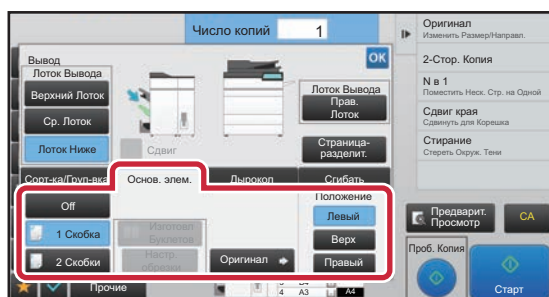 Число копий 1
Вывод
OK
Лоток Вывода
Верхний Лоток
Ср. Лоток
Лоток Ниже
Сдвиг
Лоток Вывода
Прав.
Лоток
Страница-
разделит.
Сорт-ка/Груп-вка
Основ. элем.
Дырокол
Сгибать
Off
1 Скобка
2 Скобки
Изготовл
Буклетов
Настр.
обрезки
Оригинал
Положение
Левый
Верх
Правый
Прочие
4 A3
A4
Оригинал
Изменить Размер/Направл.
2-Стор. Копия
N в 1
Поместить Неск. Стр. на Одной
Сдвиг края
Сдвинуть для Корешка
Стирание
Стереть Окруж. Тени
Предварит.
Просмотр
CA
Проб. Копия
Старт